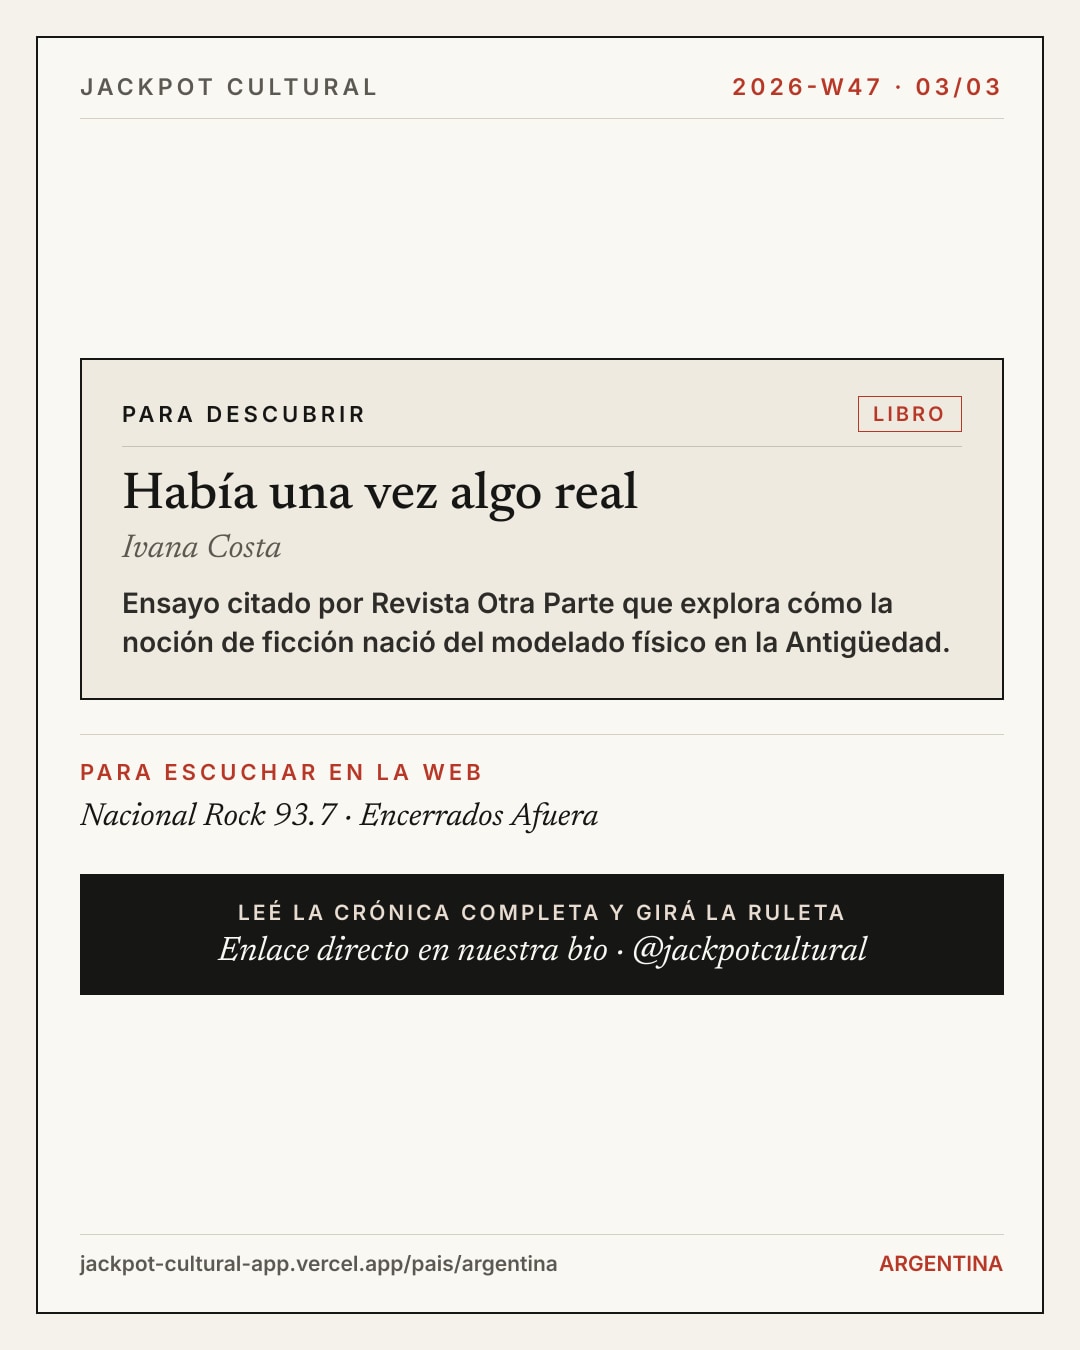 JACKPOT CULTURAL
2026-W47 · 03/03
PARA DESCUBRIR
LIBRO
Había una vez algo real
Ivana Costa
Ensayo citado por Revista Otra Parte que explora cómo la
noción de ficción nació del modelado físico en la Antigüedad.
PARA ESCUCHAR EN LA WEB
Nacional Rock 93.7 · Encerrados Afuera
LEÉ LA CRÓNICA COMPLETA Y GIRÁ LA RULETA
Enlace directo en nuestra bio · @jackpotcultural
jackpot-cultural-app.vercel.app/pais/argentina
ARGENTINA